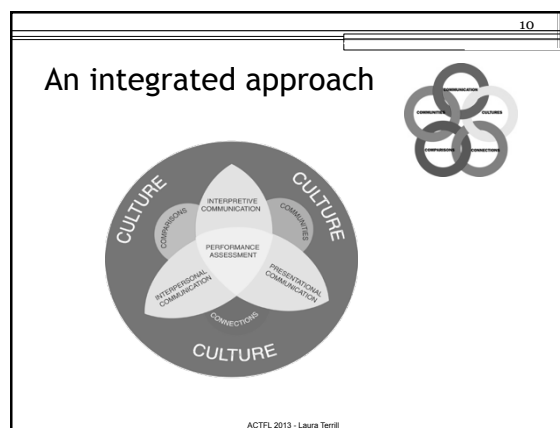 10
An integrated approach
COMMUNICATION
COMMUNITIES
CULTURES
COMPARISONS
CONNECTIONS
CULTURE
CULTURE
INTERPRETIVE
COMMUNICATION
COMPARISONS
COMMUNITIES
PERFORMANCE
ASSESSMENT
INTERPERSONAL
COMMUNICATION
PRESENTATIONAL
COMMUNICATION
CONNECTIONS
CULTURE
ACTFL 2013 - Laura Terrill